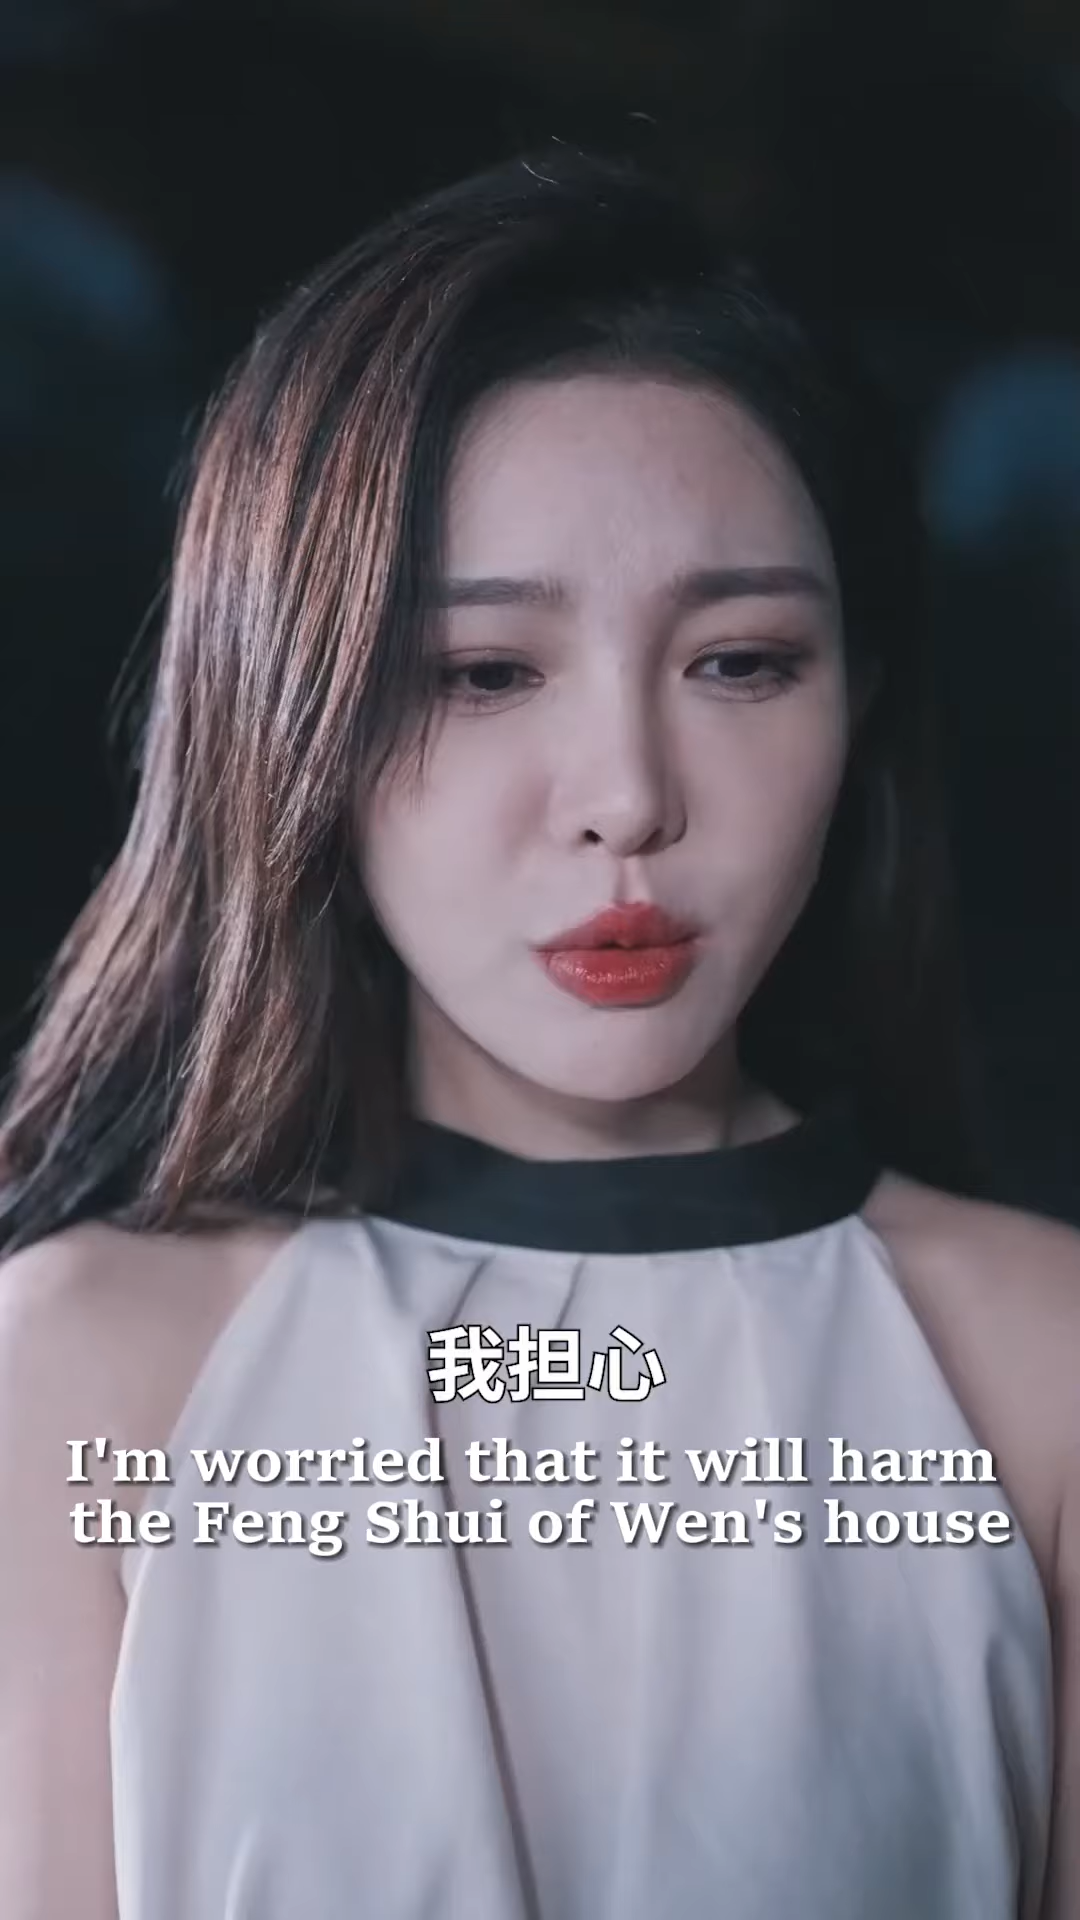 我担心
I'm worried that it will harm
the Feng Shui of Wen's house